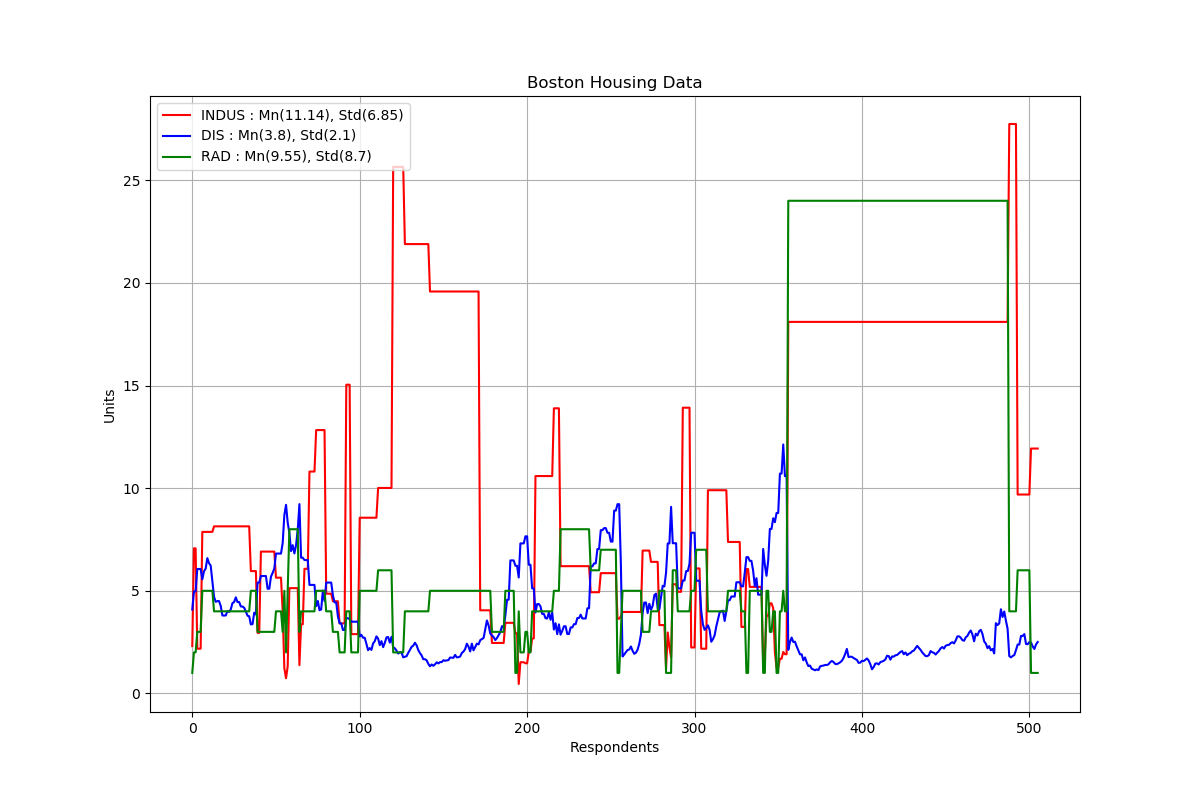 Boston Housing Data
INDUS : Mn(11.14), Std(6.85)
DIS : Mn(3.8), Std(2.1)
RAD : Mn(9.55), Std(8.7)
Units
25
20
15
10
5
0
0 100 200 300 400 500
Respondents